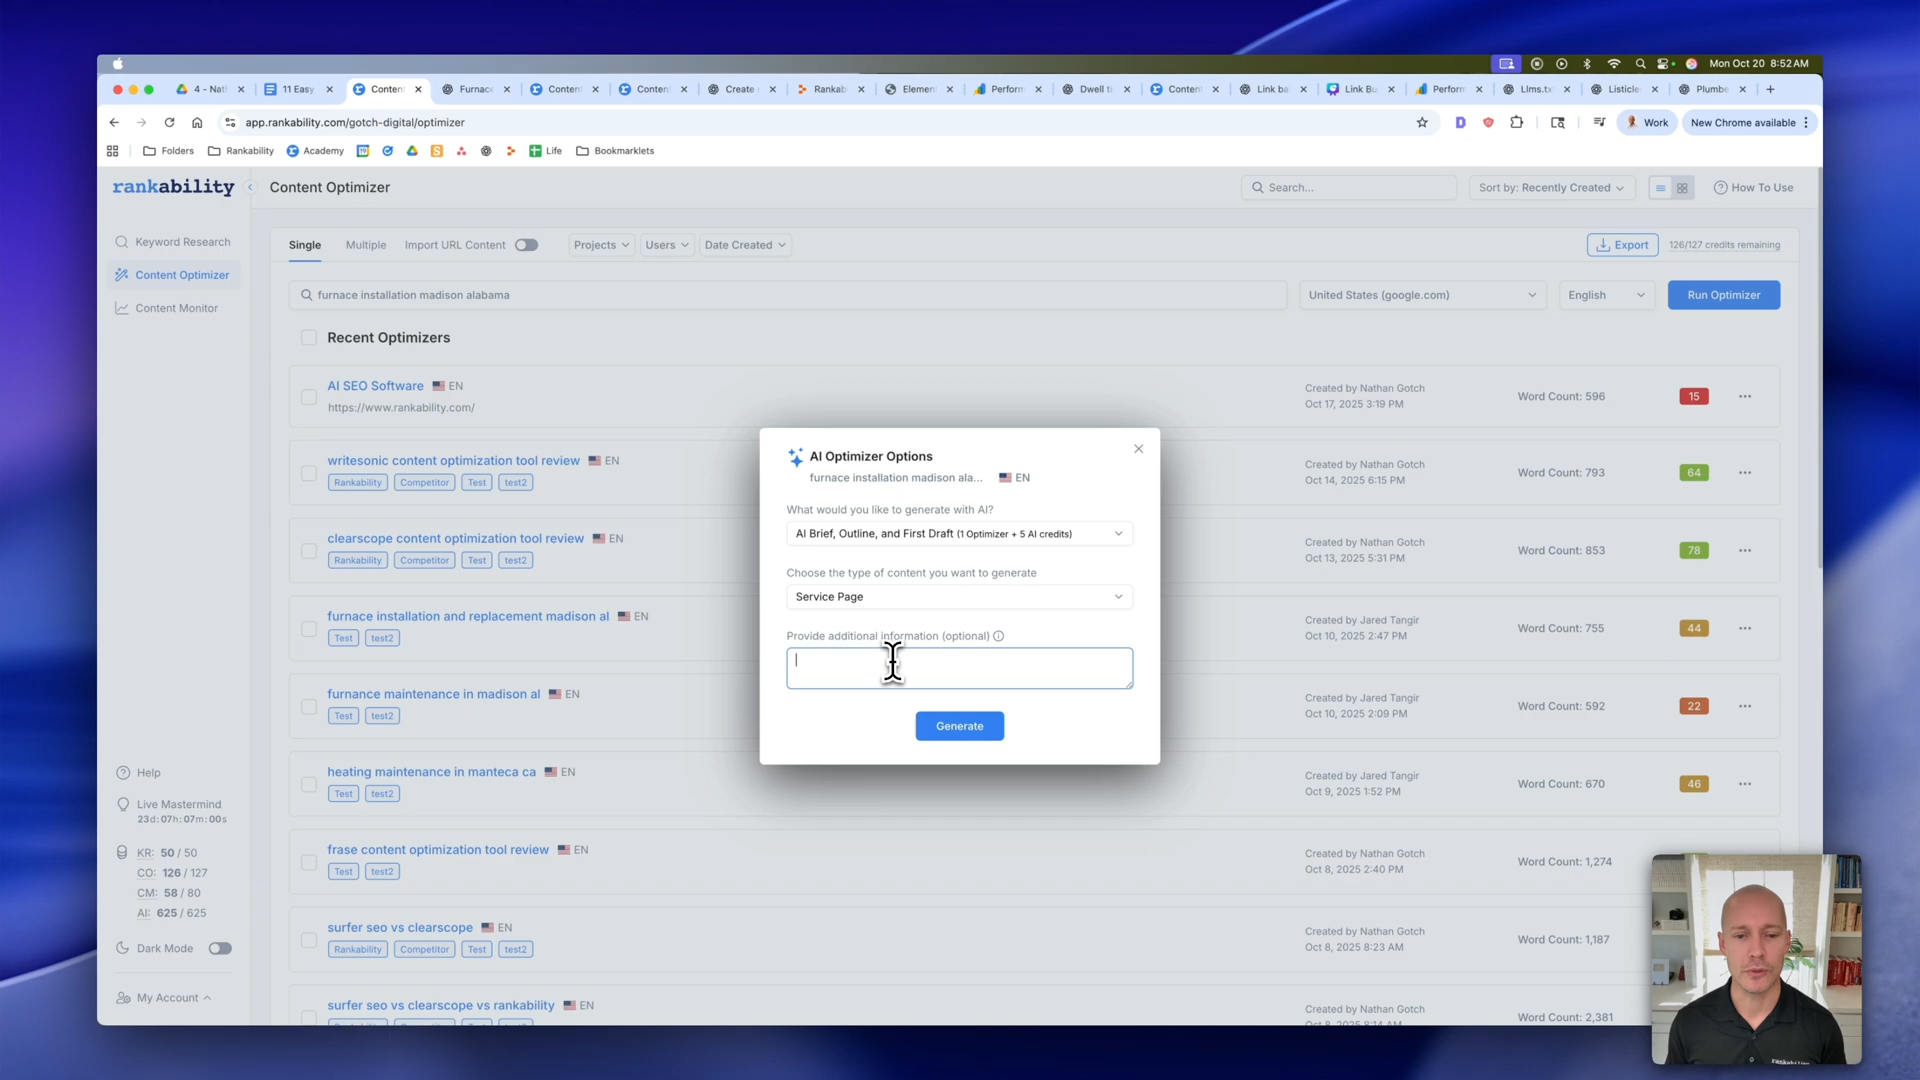 Mon Oct 20 8:52 AM
4 - Nat
11 Easy
Conten
Furnac
Conten
Conten
Create
Rankab
Elemen
Perform
Dwell ti
Conten
Link ba
Link Bu
Perform
Llms.tx
Listicle
Plumbe
app.rankability.com/gotch-digital/optimizer
Work
New Chrome available
Folders
Rankability
Academy
Life
Bookmarklets
rankability
Content Optimizer
Search...
Sort by: Recently Created
How To Use
Keyword Research
Content Optimizer
Content Monitor
Single
Multiple
Import URL Content
Projects
Users
Date Created
Export
126/127 credits remaining
furnace installation madison alabama
United States (google.com)
English
Run Optimizer
Recent Optimizers
AI SEO Software EN
https://www.rankability.com/
Created by Nathan Gotch
Oct 17, 2025 3:19 PM
Word Count: 596
15
writesonic content optimization tool review EN
Rankability Competitor Test test2
Created by Nathan Gotch
Oct 14, 2025 6:15 PM
Word Count: 793
64
clearscope content optimization tool review EN
Rankability Competitor Test test2
Created by Nathan Gotch
Oct 13, 2025 5:31 PM
Word Count: 853
78
furnace installation and replacement madison al EN
Test test2
Created by Jared Tangir
Oct 10, 2025 2:47 PM
Word Count: 755
44
furnance maintenance in madison al EN
Test test2
Created by Jared Tangir
Oct 10, 2025 2:09 PM
Word Count: 592
22
heating maintenance in manteca ca EN
Test test2
Created by Jared Tangir
Oct 9, 2025 1:52 PM
Word Count: 670
46
frase content optimization tool review EN
Test test2
Created by Nathan Gotch
Oct 8, 2025 2:40 PM
Word Count: 1,274
surfer seo vs clearscope EN
Rankability Competitor Test test2
Created by Nathan Gotch
Oct 8, 2025 8:23 AM
Word Count: 1,187
surfer seo vs clearscope vs rankability EN
Created by Nathan Gotch
Oct 8, 2025 8:14 AM
Word Count: 2,381
AI Optimizer Options
furnace installation madison ala... EN
What would you like to generate with AI?
AI Brief, Outline, and First Draft (1 Optimizer + 5 AI credits)
Choose the type of content you want to generate
Service Page
Provide additional information (optional)
Generate
Help
Live Mastermind
23d:07h:07m:00s
KR: 50 / 50
CO: 126 / 127
CM: 58 / 80
AI: 625 / 625
Dark Mode
My Account